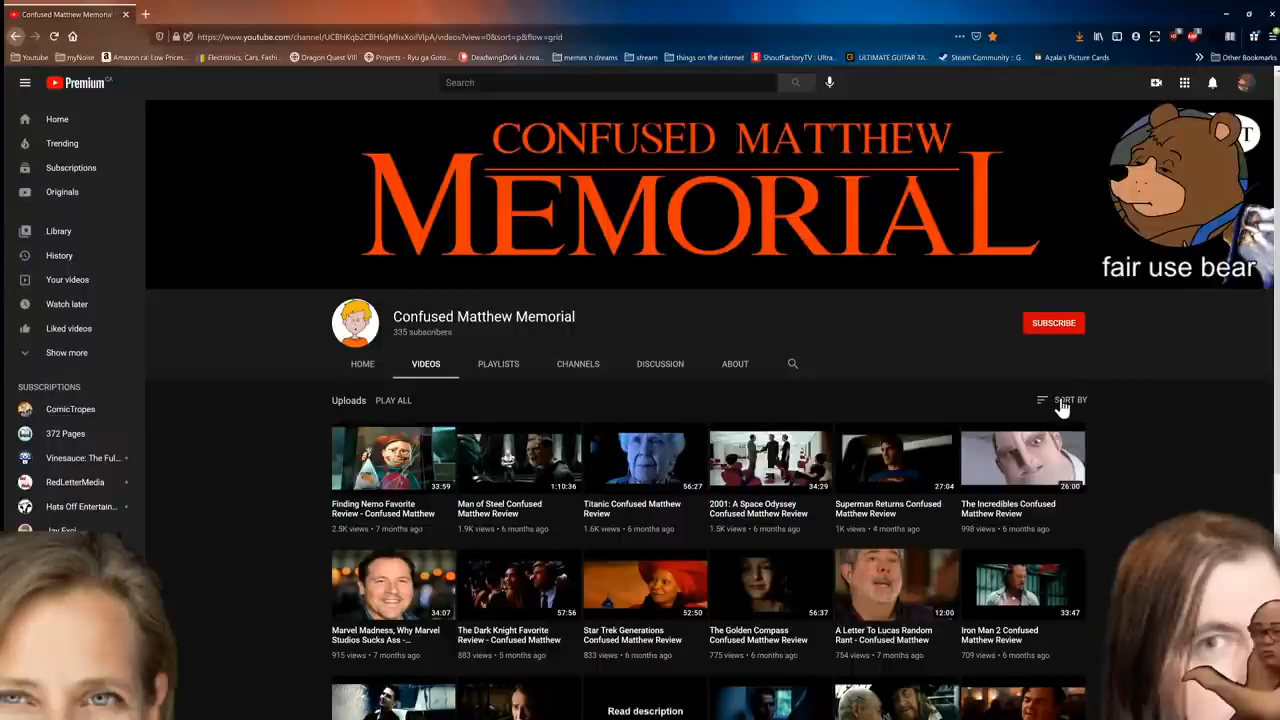 Confused Matthew Memorial
https://www.youtube.com/channel/UCBHKqb2CBH6qMhxXoilVlpA/videos?view=0&sort=p&flow=grid
Youtube
myNoise
Amazon.ca: Low Prices...
Electronics, Cars, Fashi...
Dragon Quest VIII
Projects - Ryu ga Goto...
DeadwingDork is crea...
memes n dreams
stream
things on the internet
ShoutFactoryTV : Ultra...
ULTIMATE GUITAR TA...
Steam Community :: G...
Azala's Picture Cards
Other Bookmarks
Premium CA
Search
CONFUSED MATTHEW
MEMORIAL
fair use bear
Home
Trending
Subscriptions
Originals
Library
History
Your videos
Watch later
Liked videos
Show more
SUBSCRIPTIONS
ComicTropes
372 Pages
Vinesauce: The Ful...
RedLetterMedia
Hats Off Entertain...
Confused Matthew Memorial
335 subscribers
SUBSCRIBE
HOME
VIDEOS
PLAYLISTS
CHANNELS
DISCUSSION
ABOUT
Uploads PLAY ALL
SORT BY
33:59
Finding Nemo Favorite
Review - Confused Matthew
2.5K views • 7 months ago
1:10:36
Man of Steel Confused
Matthew Review
1.9K views • 6 months ago
56:27
Titanic Confused Matthew
Review
1.6K views • 6 months ago
34:29
2001: A Space Odyssey
Confused Matthew Review
1.5K views • 6 months ago
27:04
Superman Returns Confused
Matthew Review
1K views • 4 months ago
26:00
The Incredibles Confused
Matthew Review
998 views • 6 months ago
34:07
Marvel Madness, Why Marvel
Studios Sucks Ass -...
915 views • 7 months ago
57:56
The Dark Knight Favorite
Review - Confused Matthew
883 views • 5 months ago
52:50
Star Trek Generations
Confused Matthew Review
833 views • 6 months ago
56:37
The Golden Compass
Confused Matthew Review
775 views • 6 months ago
12:00
A Letter To Lucas Random
Rant - Confused Matthew
754 views • 7 months ago
33:47
Iron Man 2 Confused
Matthew Review
709 views • 6 months ago
Read description